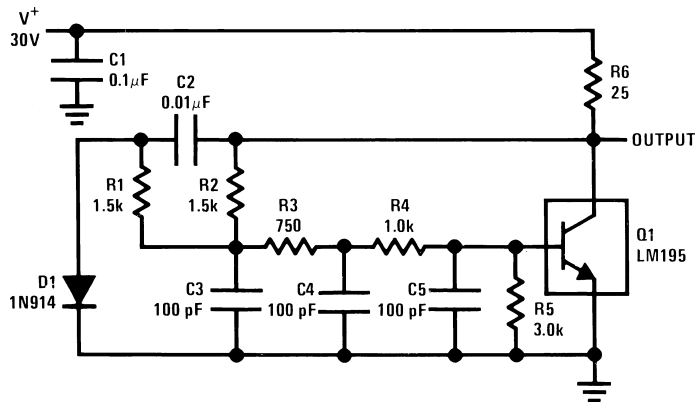 V+
30V
C1
0.1μF
C2
0.01μF
R6
25
OUTPUT
R1
1.5k
R2
1.5k
R3
750
R4
1.0k
Q1
LM195
D1
1N914
C3
100 pF
C4
100 pF
C5
100 pF
R5
3.0k